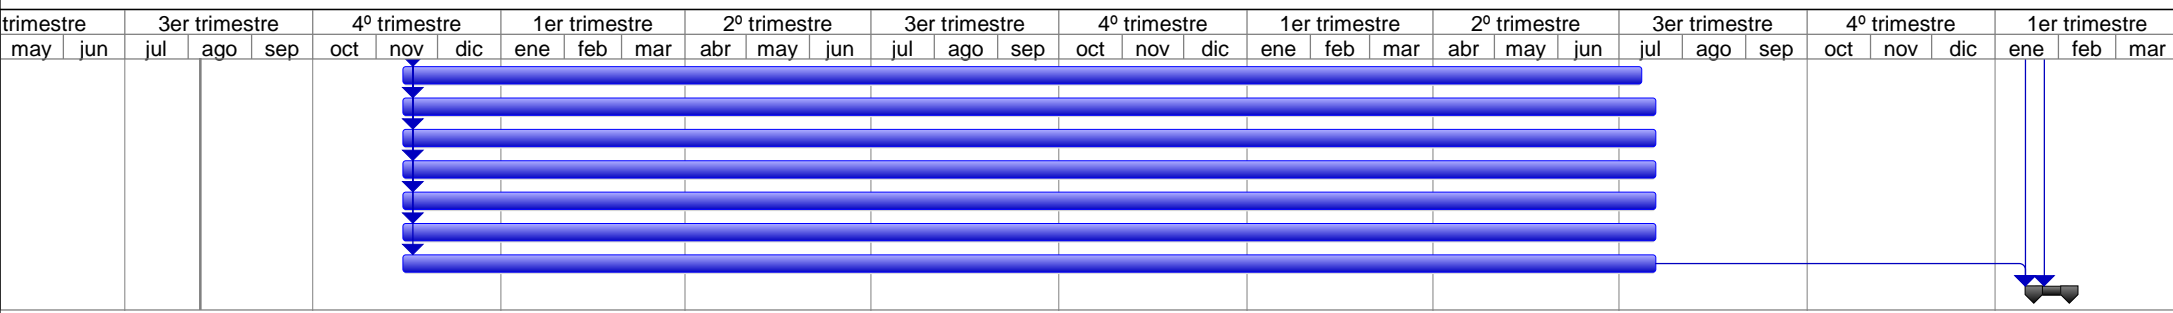 trimestre 3er trimestre 4º trimestre 1er trimestre 2º trimestre 3er trimestre 4º trimestre 1er trimestre 2º trimestre 3er trimestre 4º trimestre 1er trimestre
may jun jul ago sep oct nov dic ene feb mar abr may jun jul ago sep oct nov dic ene feb mar abr may jun jul ago sep oct nov dic ene feb mar